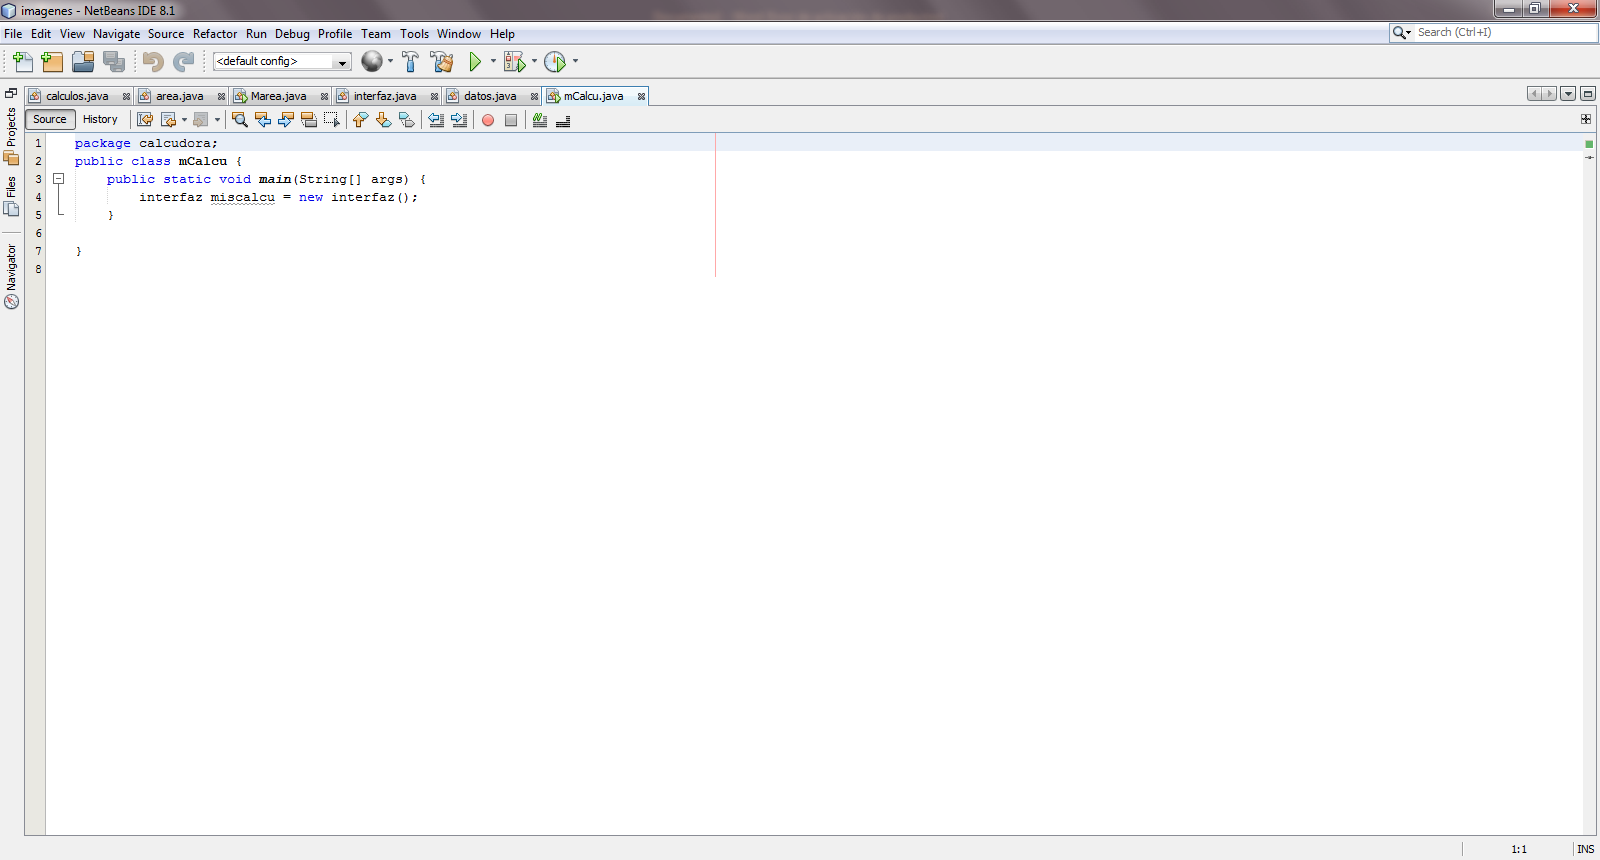 imagenes - NetBeans IDE 8.1
File Edit View Navigate Source Refactor Run Debug Profile Team Tools Window Help
Search (Ctrl+I)
<default config>
calculos.java area.java Marea.java interfaz.java datos.java mCalcu.java
Source History
Projects
Files
Navigator
1 package calcudora;
2 public class mCalcu {
3 public static void main(String[] args) {
4 interfaz miscalcu = new interfaz();
5 }
6
7 }
8
1:1 INS